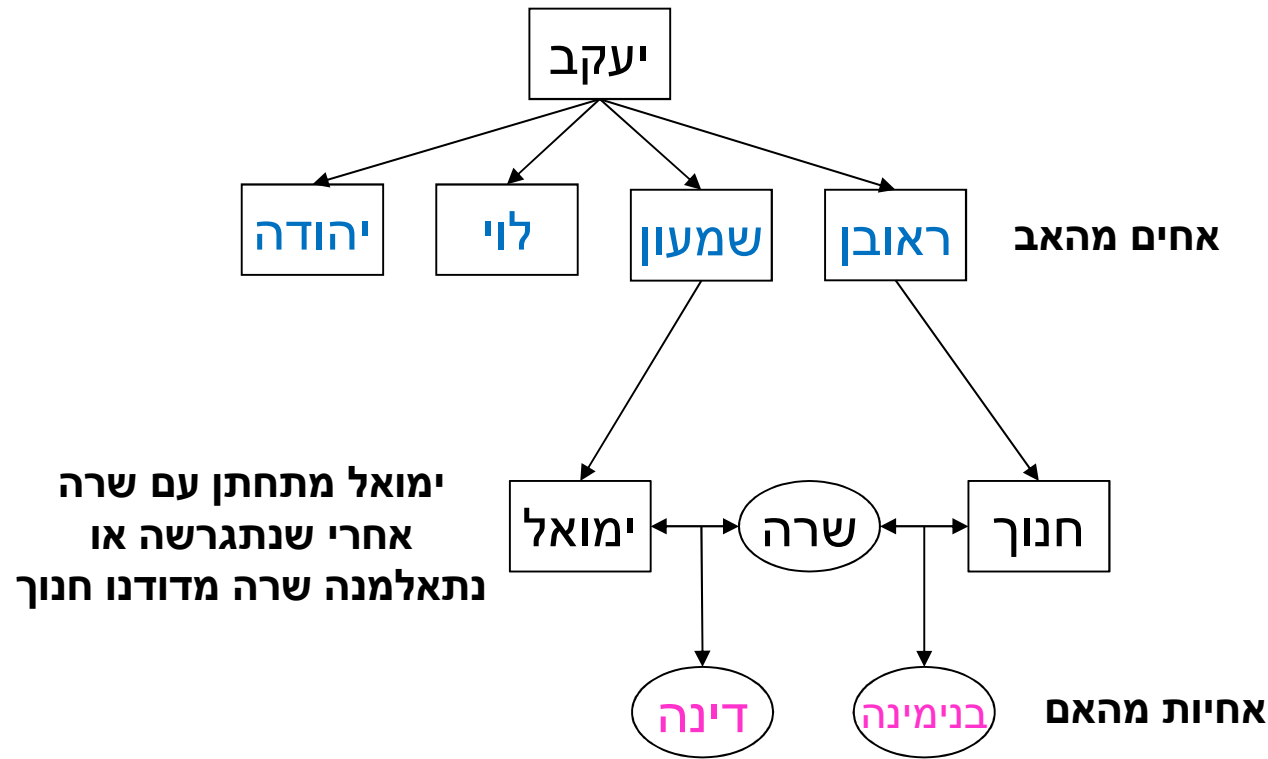 יעקב
ראובן
שמעון
לוי
יהודה
אחים מהאב
ימואל מתחתן עם שרה
אחרי שנתגרשה או
נתאלמנה שרה מדודנו חנוך
חנוך
שרה
ימואל
בנימינה
דינה
אחיות מהאם